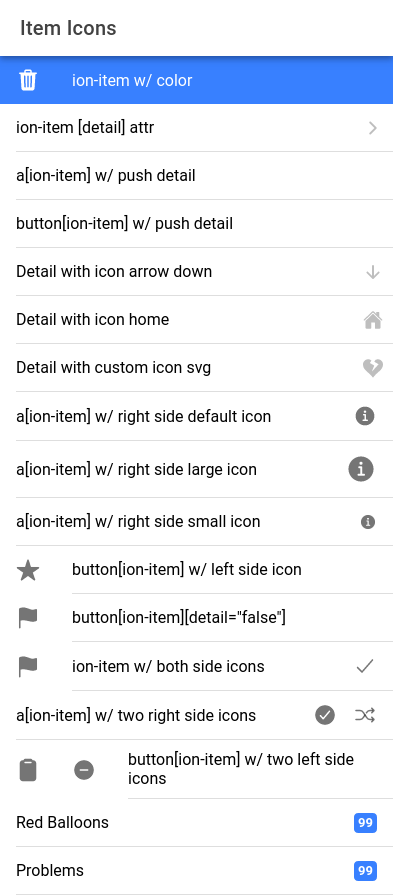 Item Icons
ion-item w/ color
ion-item [detail] attr
a[ion-item] w/ push detail
button[ion-item] w/ push detail
Detail with icon arrow down
Detail with icon home
Detail with custom icon svg
a[ion-item] w/ right side default icon
a[ion-item] w/ right side large icon
a[ion-item] w/ right side small icon
button[ion-item] w/ left side icon
button[ion-item][detail="false"]
ion-item w/ both side icons
a[ion-item] w/ two right side icons
button[ion-item] w/ two left side
icons
Red Balloons 99
Problems 99